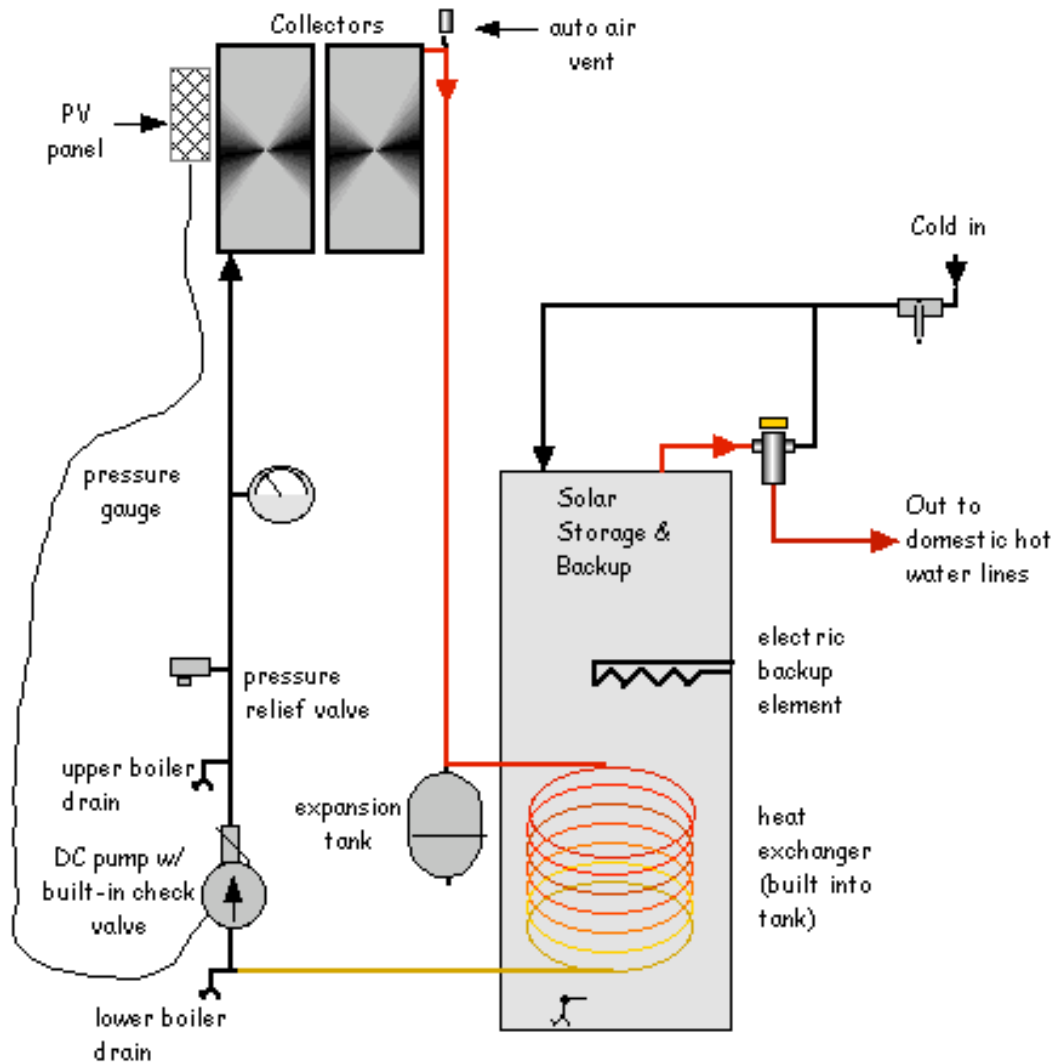 Collectors
auto air
vent
PV
panel
Cold in
pressure
gauge
Solar
Storage &
Backup
Out to
domestic hot
water lines
electric
backup
element
pressure
relief valve
upper boiler
drain
expansion
tank
heat
exchanger
(built into
tank)
DC pump w/
built-in check
valve
lower boiler
drain